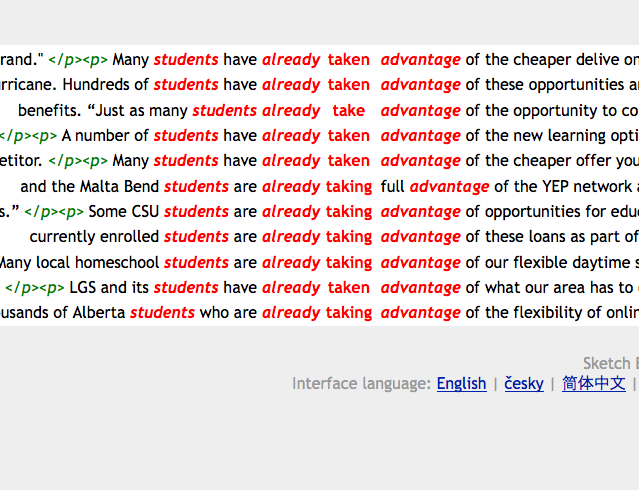 rand." </p><p> Many students have already taken advantage of the cheaper delive on
rricane. Hundreds of students have already taken advantage of these opportunities a
benefits. “Just as many students already take advantage of the opportunity to co
</p><p> A number of students have already taken advantage of the new learning opti
etitor. </p><p> Many students have already taken advantage of the cheaper offer you
and the Malta Bend students are already taking full advantage of the YEP network a
s.” </p><p> Some CSU students are already taking advantage of opportunities for educ
currently enrolled students are already taking advantage of these loans as part of
Many local homeschool students are already taking advantage of our flexible daytime s
</p><p> LGS and its students have already taken advantage of what our area has to
ousands of Alberta students who are already taking advantage of the flexibility of onlin
Sketch E
Interface language: English | česky | 简体中文 |